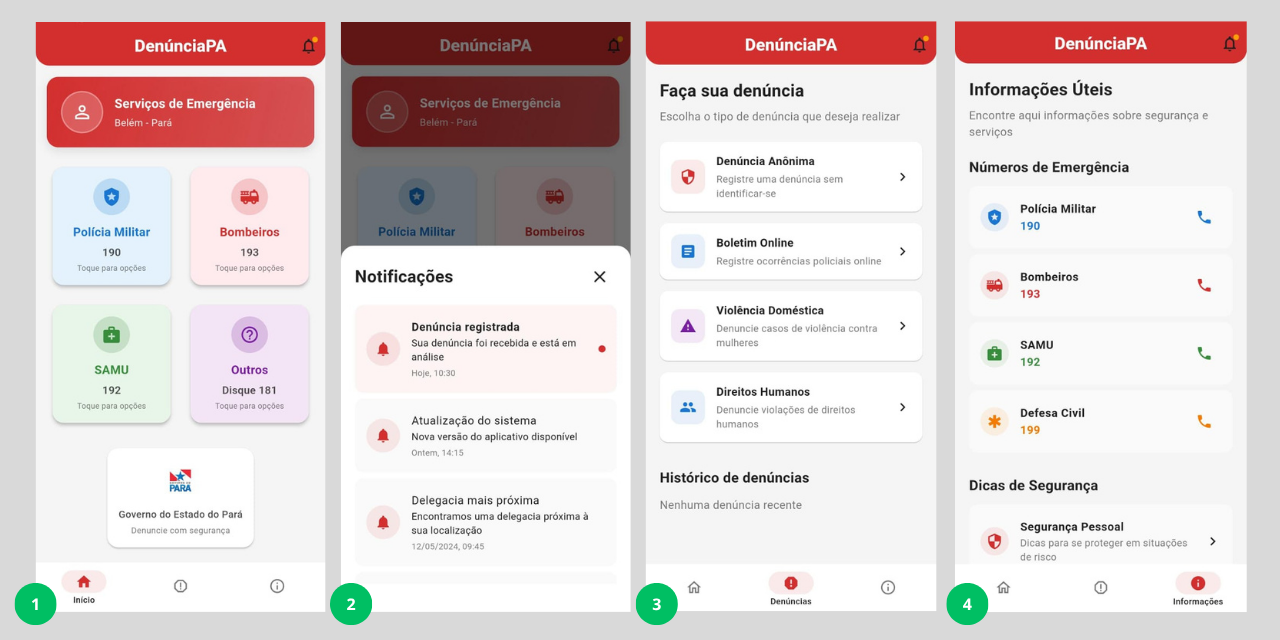 DenúnciaPA
Serviços de Emergência
Belém - Pará
Polícia Militar
190
Toque para opções
Bombeiros
193
Toque para opções
SAMU
192
Toque para opções
Outros
Disque 181
Toque para opções
PARÁ
Governo do Estado do Pará
Denuncie com segurança
Início
1
DenúnciaPA
Serviços de Emergência
Belém - Pará
Polícia Militar
Bombeiros
Notificações
Denúncia registrada
Sua denúncia foi recebida e está em
análise
Hoje, 10:30
Atualização do sistema
Nova versão do aplicativo disponível
Ontem, 14:15
Delegacia mais próxima
Encontramos uma delegacia próxima à
sua localização
12/05/2024, 09:45
2
DenúnciaPA
Faça sua denúncia
Escolha o tipo de denúncia que deseja realizar
Denúncia Anônima
Registre uma denúncia sem
identificar-se
Boletim Online
Registre ocorrências policiais online
Violência Doméstica
Denuncie casos de violência contra
mulheres
Direitos Humanos
Denuncie violações de direitos
humanos
Histórico de denúncias
Nenhuma denúncia recente
Denúncias
3
DenúnciaPA
Informações Úteis
Encontre aqui informações sobre segurança e
serviços
Números de Emergência
Polícia Militar
190
Bombeiros
193
SAMU
192
Defesa Civil
199
Dicas de Segurança
Segurança Pessoal
Dicas para se proteger em situações
de risco
Informações
4